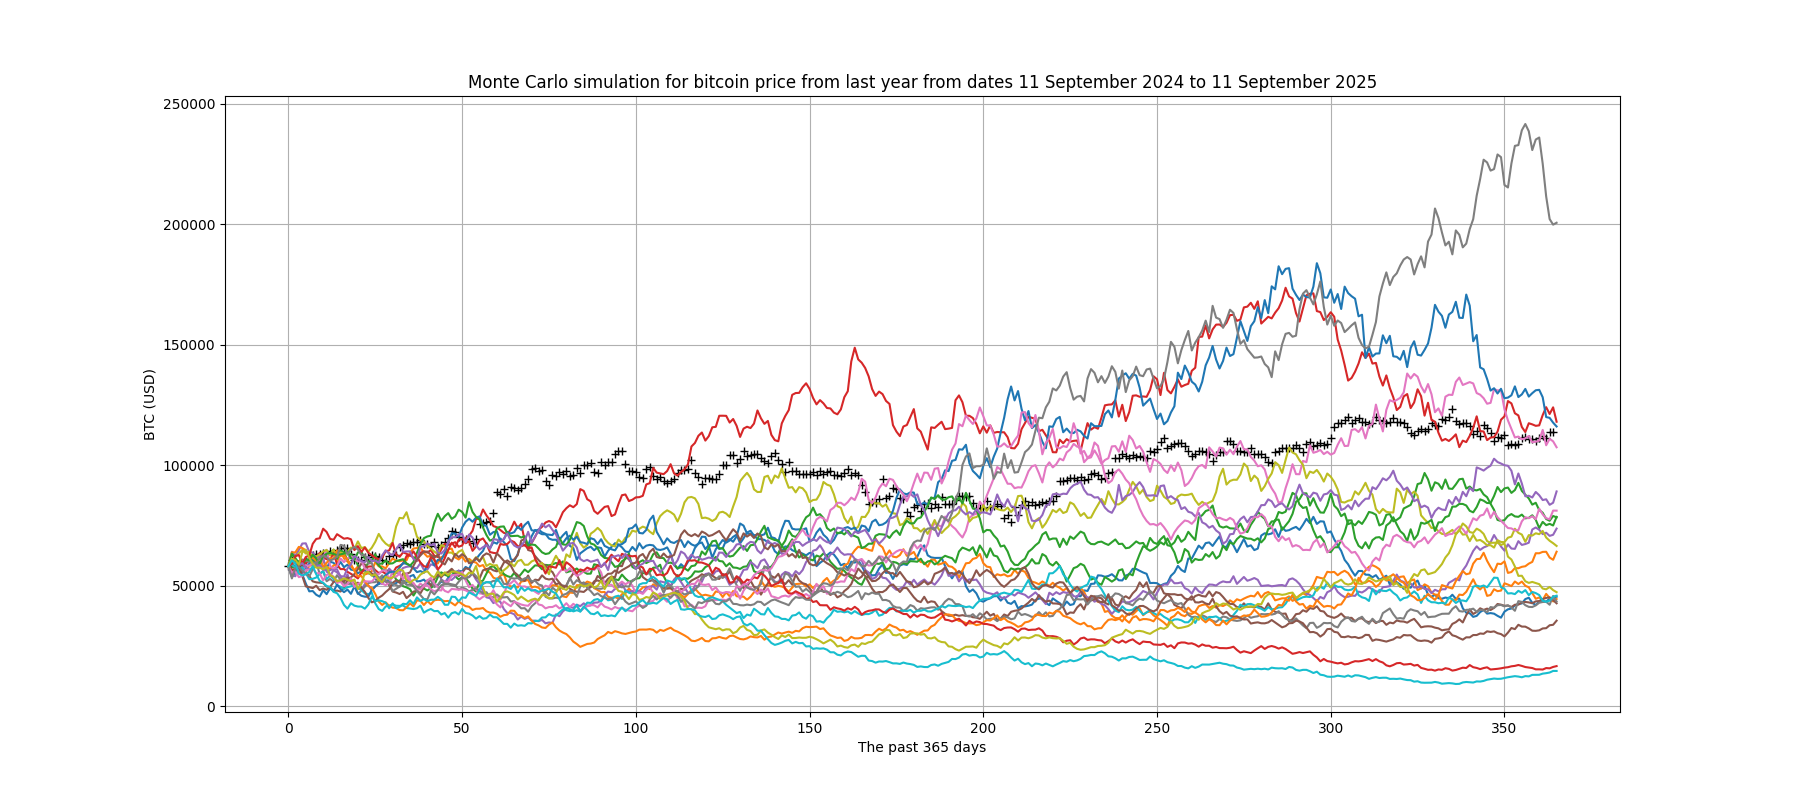 Monte Carlo simulation for bitcoin price from last year from dates 11 September 2024 to 11 September 2025
250000
200000
150000
100000
50000
0
BTC (USD)
0 50 100 150 200 250 300 350
The past 365 days